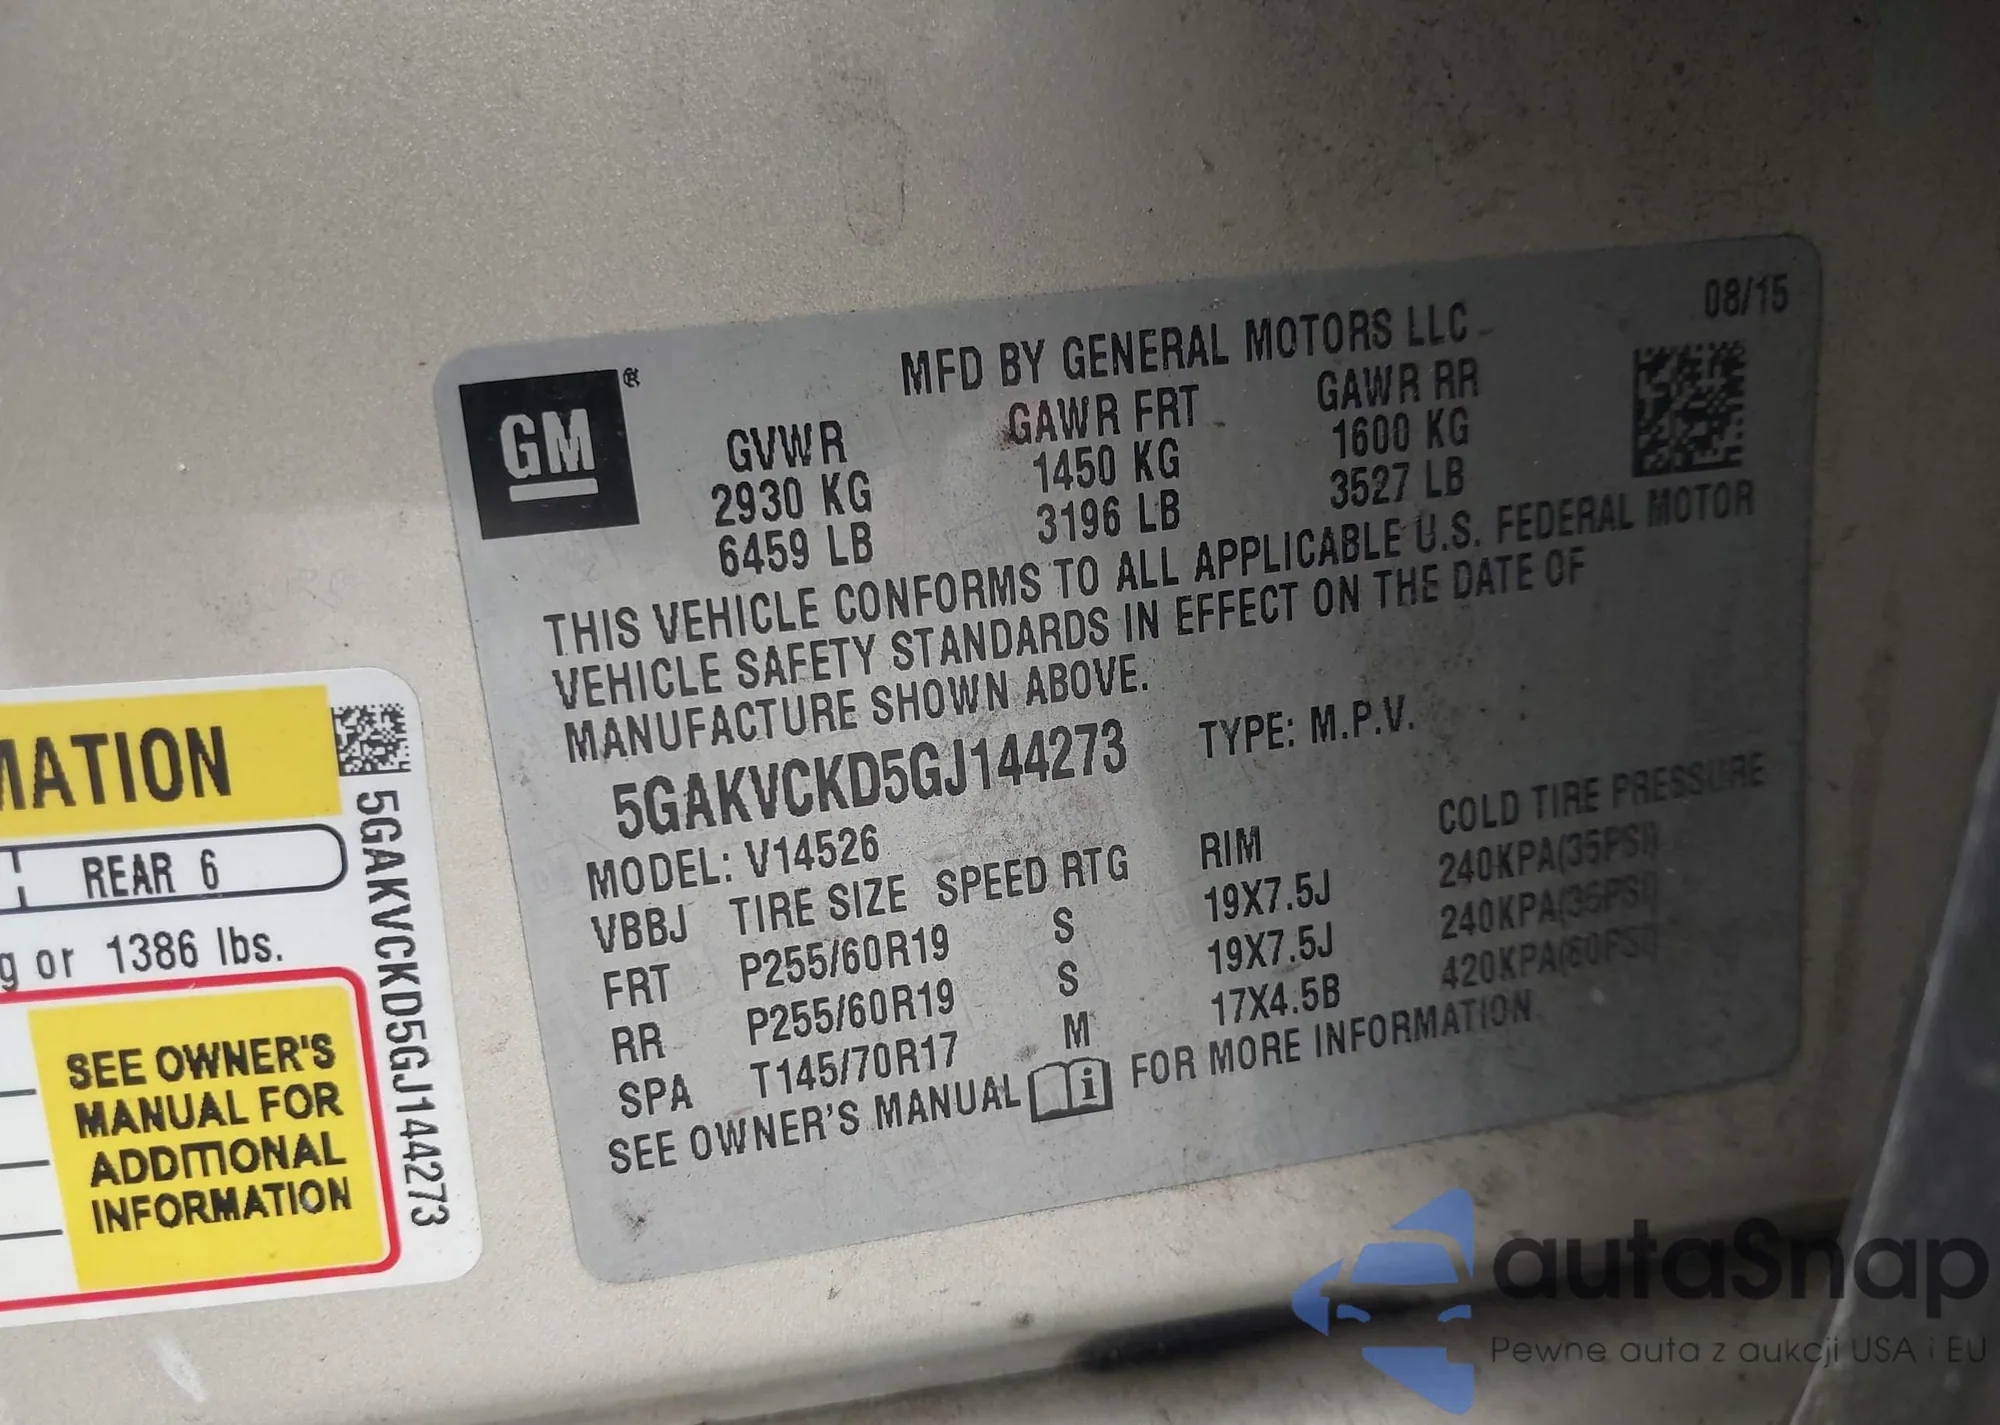 08/15
MFD BY GENERAL MOTORS LLC
GM ®
GVWR GAWR FRT GAWR RR
2930 KG 1450 KG 1600 KG
6459 LB 3196 LB 3527 LB
THIS VEHICLE CONFORMS TO ALL APPLICABLE U.S. FEDERAL MOTOR
VEHICLE SAFETY STANDARDS IN EFFECT ON THE DATE OF
MANUFACTURE SHOWN ABOVE.
5GAKVCKD5GJ144273 TYPE: M.P.V.
MODEL: V14526
VBBJ TIRE SIZE SPEED RTG RIM COLD TIRE PRESSURE
FRT P255/60R19 S 19X7.5J 240KPA(35PSI)
RR P255/60R19 S 19X7.5J 240KPA(35PSI)
SPA T145/70R17 M 17X4.5B 420KPA(60PSI)
SEE OWNER'S MANUAL i FOR MORE INFORMATION
MATION
REAR 6
g or 1386 lbs.
SEE OWNER'S
MANUAL FOR
ADDITIONAL
INFORMATION
5GAKVCKD5GJ144273
autaSnap
Pewne auta z aukcji USA i EU